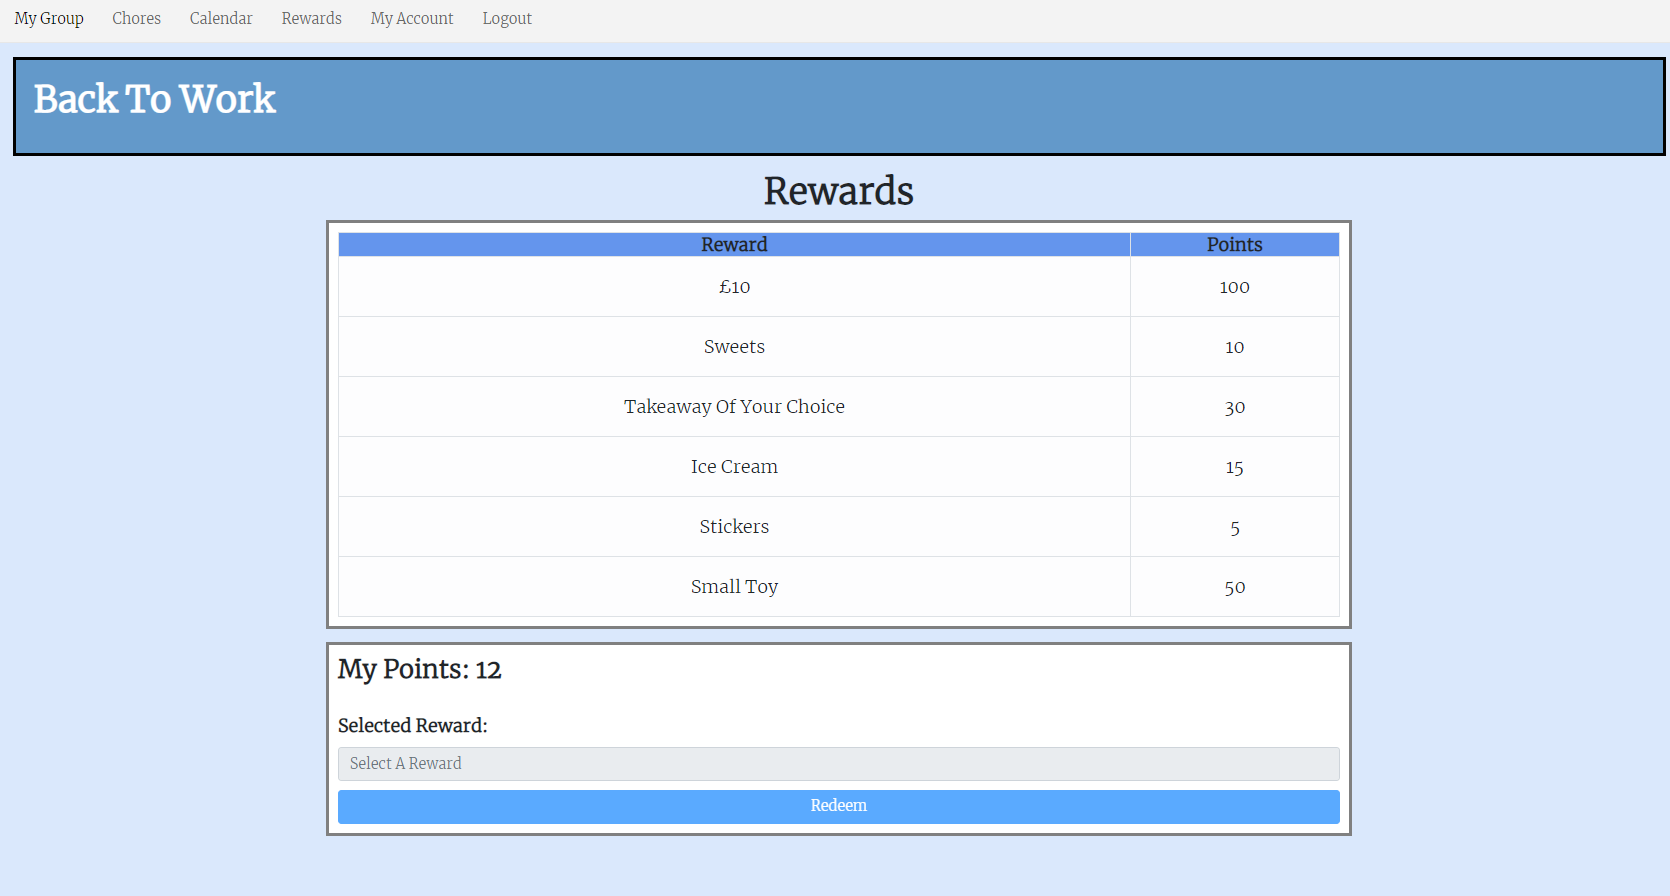 My Group Chores Calendar Rewards My Account Logout
Back To Work
Rewards
Reward Points
£10 100
Sweets 10
Takeaway Of Your Choice 30
Ice Cream 15
Stickers 5
Small Toy 50
My Points: 12
Selected Reward:
Select A Reward
Redeem